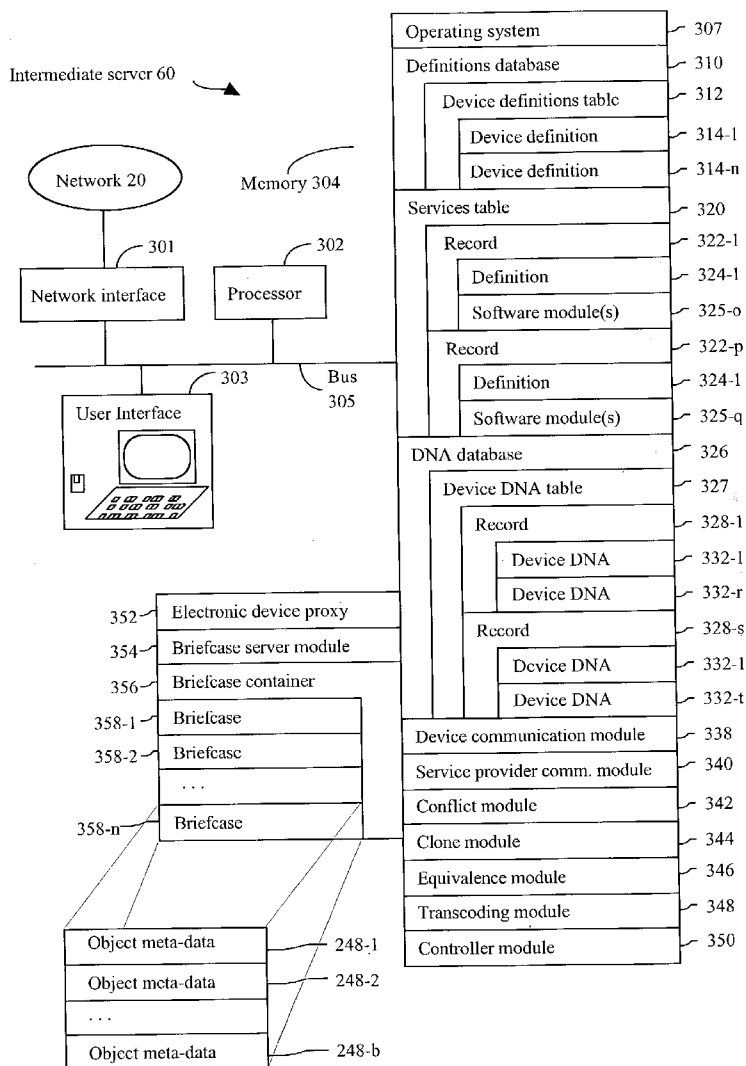 Intermediate server 60
Network 20
Memory 304
301
302
Network interface
Processor
303
Bus
305
User Interface
Operating system 307
Definitions database 310
Device definitions table 312
Device definition 314-1
Device definition 314-n
Services table 320
Record 322-1
Definition 324-1
Software module(s) 325-o
Record 322-p
Definition 324-1
Software module(s) 325-q
DNA database 326
Device DNA table 327
Record 328-1
Device DNA 332-1
Device DNA 332-r
Record 328-s
Device DNA 332-1
Device DNA 332-t
Device communication module 338
Service provider comm. module 340
Conflict module 342
Clone module 344
Equivalence module 346
Transcoding module 348
Controller module 350
352 Electronic device proxy
354 Briefcase server module
356 Briefcase container
358-1 Briefcase
358-2 Briefcase
. . .
358-n Briefcase
Object meta-data 248-1
Object meta-data 248-2
. . .
Object meta-data 248-b